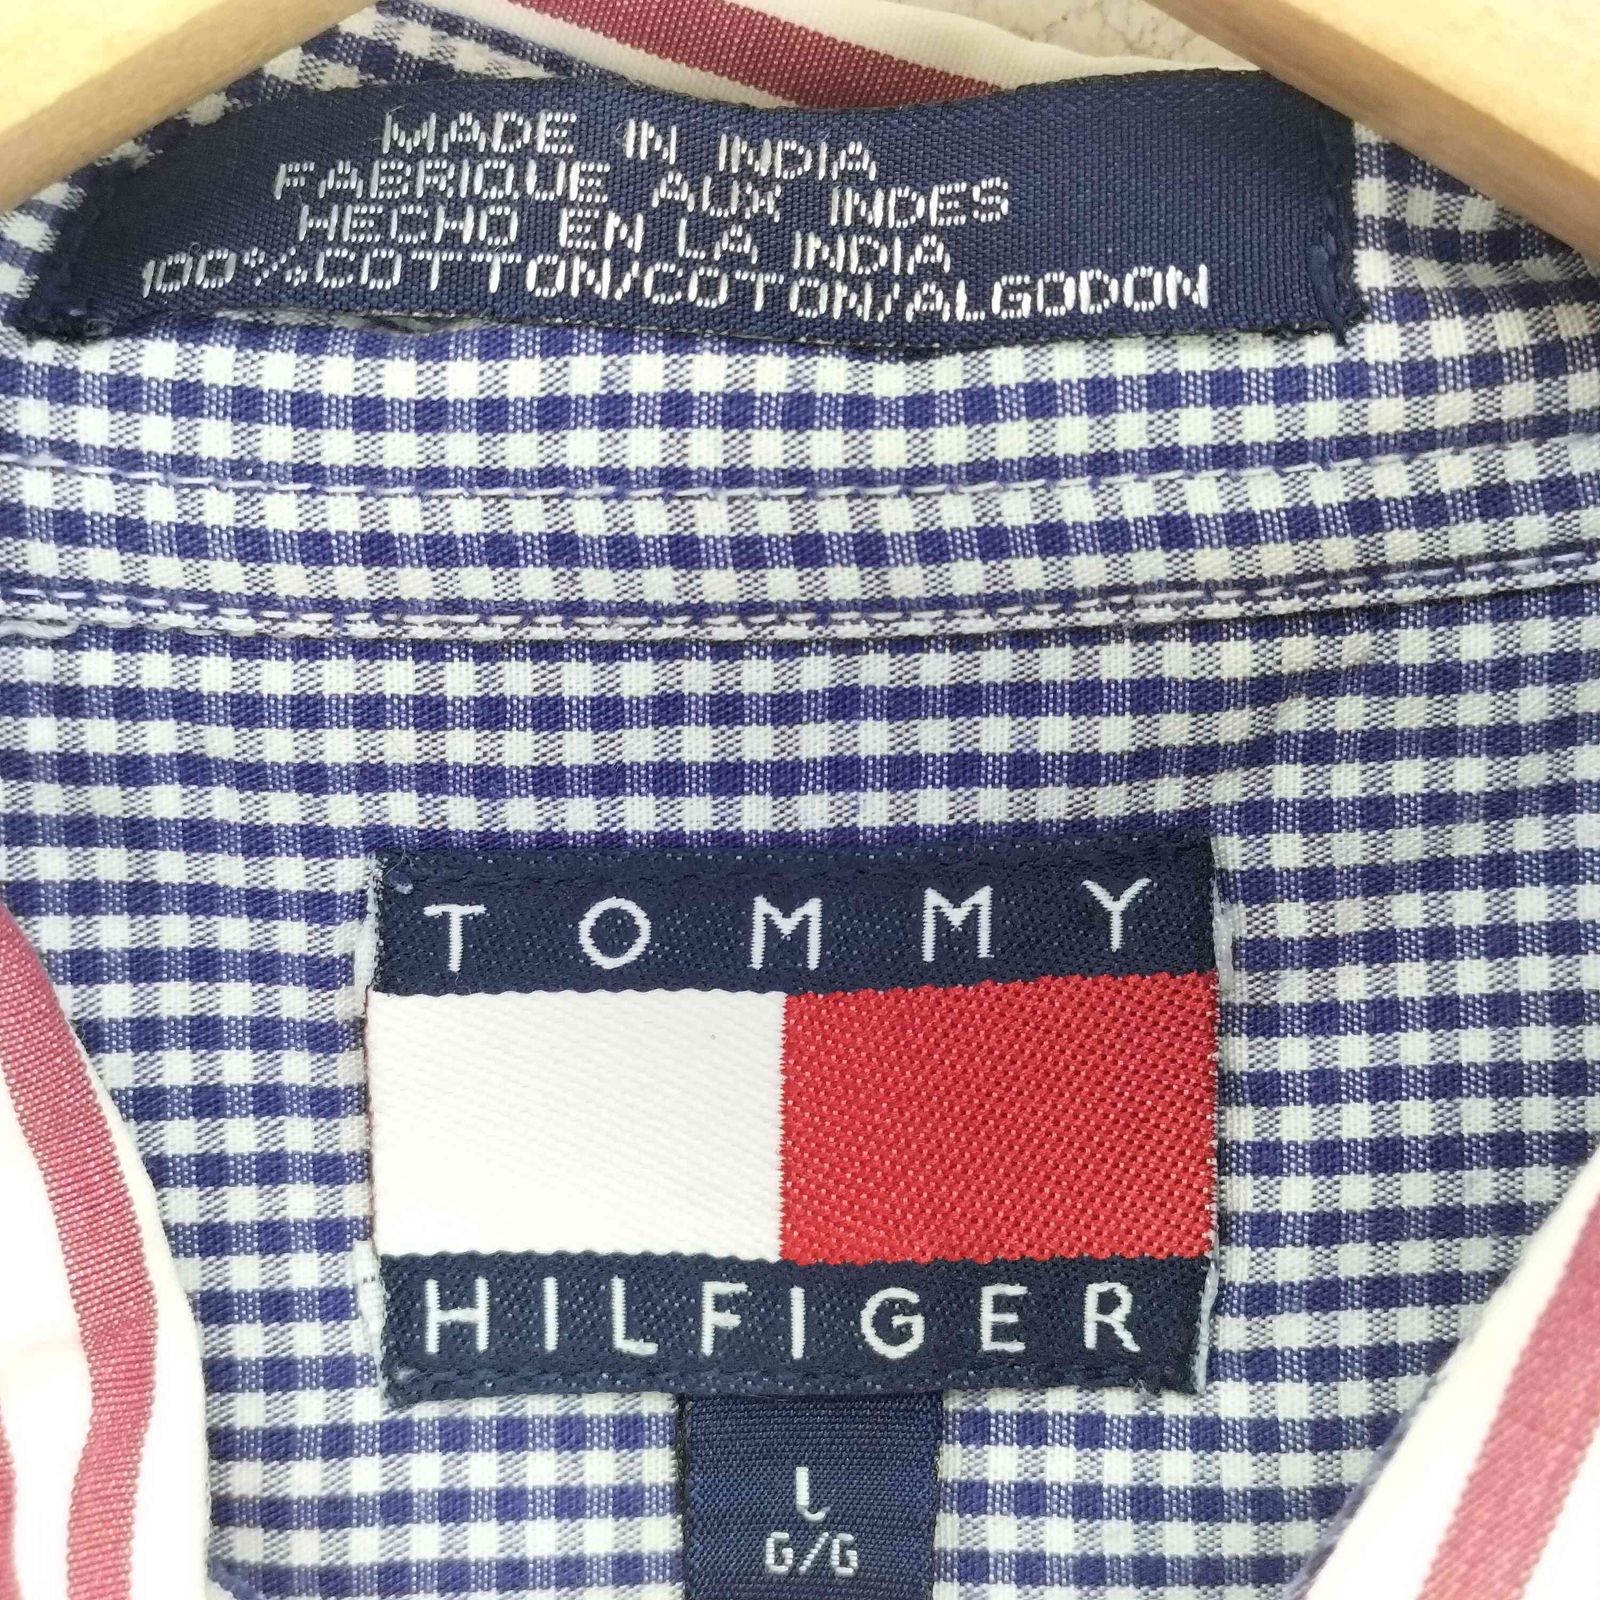 MADE IN INDIA
FABRIQUE AUX INDES
HECHO EN LA INDIA
100%COTTON/COTON/ALGODON
TOMMY
HILFIGER
L
G/G